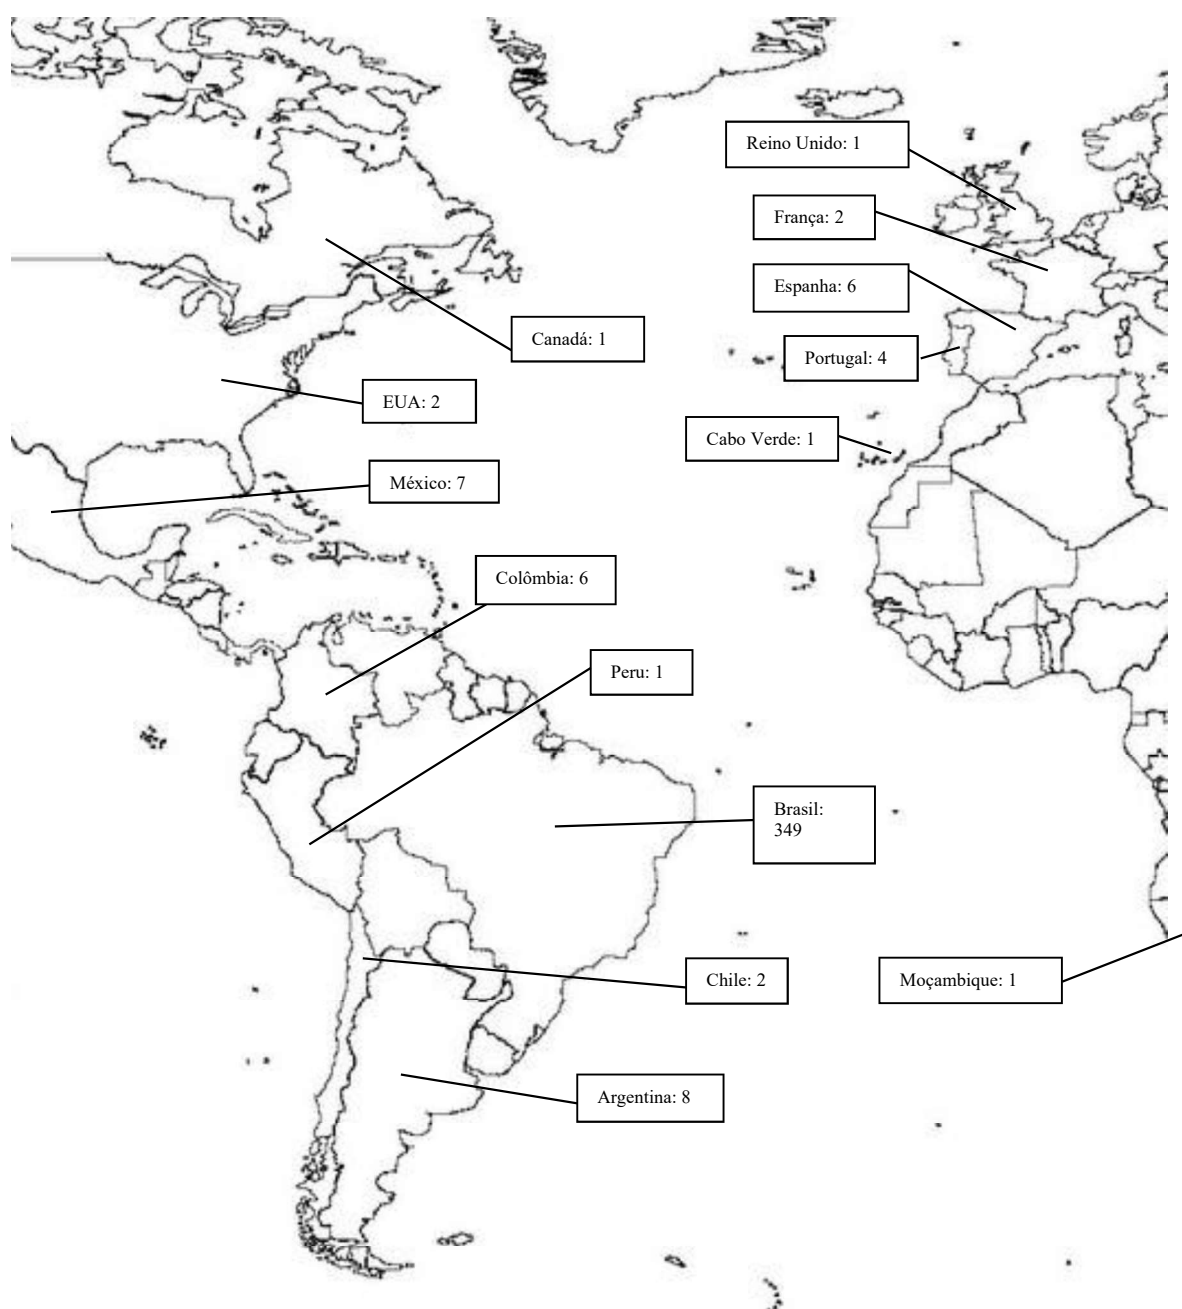 Reino Unido: 1
França: 2
Espanha: 6
Canadá: 1
Portugal: 4
EUA: 2
Cabo Verde: 1
México: 7
Colômbia: 6
Peru: 1
Brasil:
349
Chile: 2
Moçambique: 1
Argentina: 8